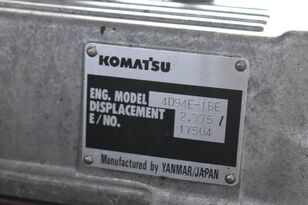 KOMATSU
ENG. MODEL 4D94E-1BE
DISPLACEMENT 2.775 l
E/NO. 17504
Manufactured by YANMAR/JAPAN